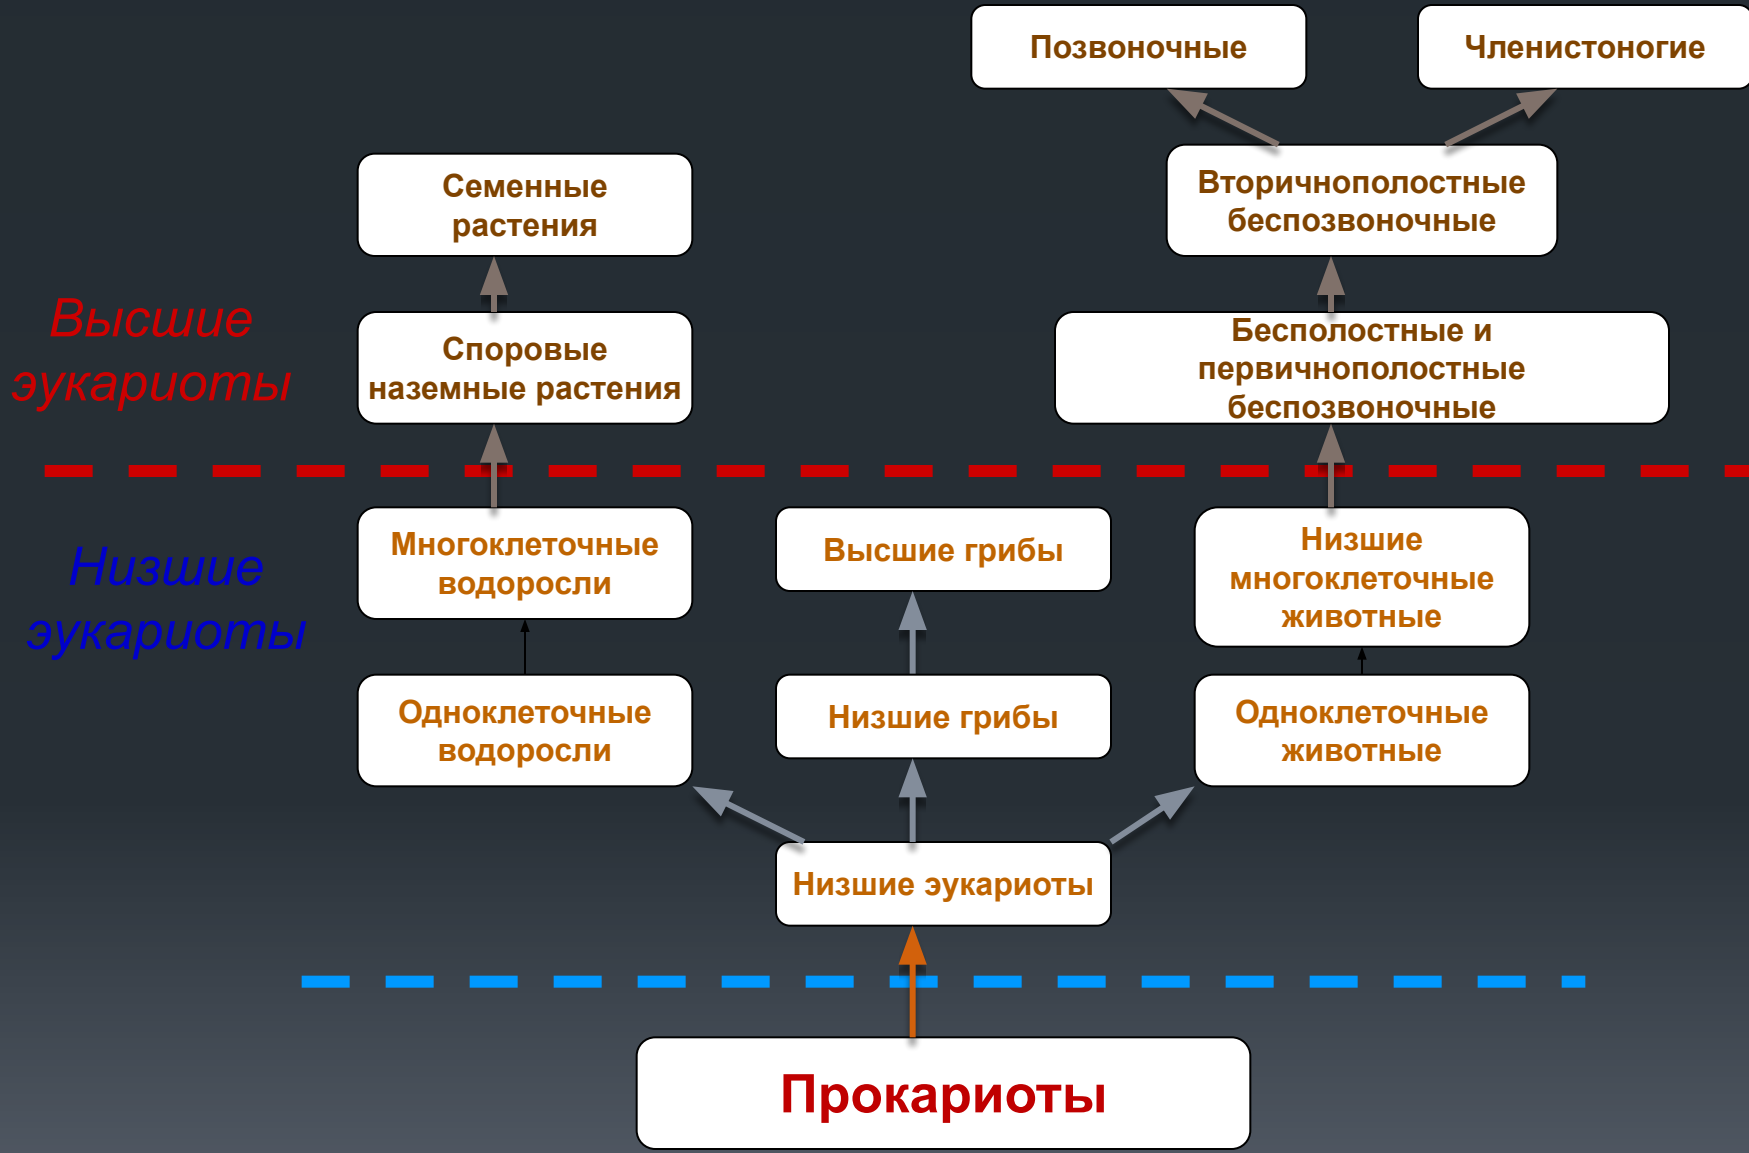 Позвоночные
Членистоногие
Семенные
растения
Вторичнополостные
беспозвоночные
Высшие
эукариоты
Споровые
наземные растения
Бесполостные и
первичнополостные
беспозвоночные
Низшие
эукариоты
Многоклеточные
водоросли
Высшие грибы
Низшие
многоклеточные
животные
Одноклеточные
водоросли
Низшие грибы
Одноклеточные
животные
Низшие эукариоты
Прокариоты